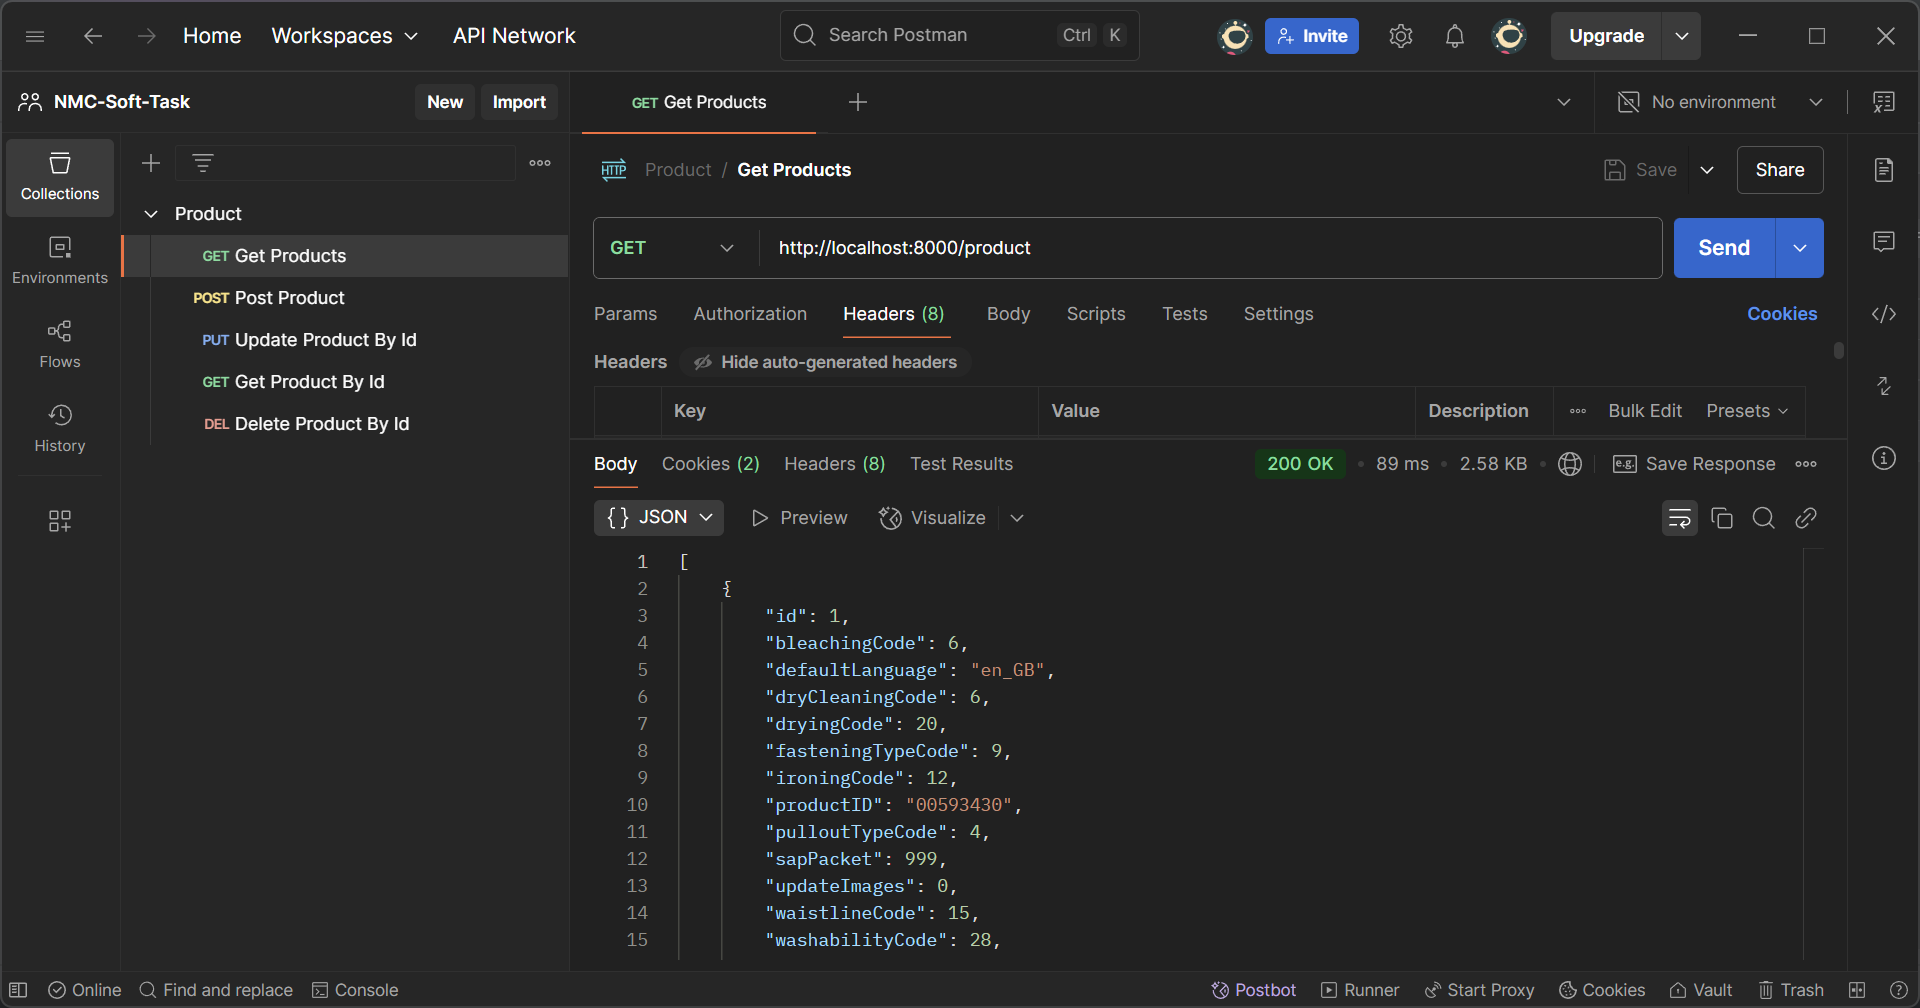 Home Workspaces API Network Search Postman Ctrl K Invite Upgrade
NMC-Soft-Task New Import GET Get Products No environment
Collections
Environments
Flows
History
Product
GET Get Products
POST Post Product
PUT Update Product By Id
GET Get Product By Id
DEL Delete Product By Id
HTTP Product / Get Products Save Share
GET http://localhost:8000/product Send
Params Authorization Headers (8) Body Scripts Tests Settings Cookies
Headers Hide auto-generated headers
Key Value Description Bulk Edit Presets
Body Cookies (2) Headers (8) Test Results 200 OK 89 ms 2.58 KB e.g. Save Response
{} JSON Preview Visualize
1 [
2 {
3 "id": 1,
4 "bleachingCode": 6,
5 "defaultLanguage": "en_GB",
6 "dryCleaningCode": 6,
7 "dryingCode": 20,
8 "fasteningTypeCode": 9,
9 "ironingCode": 12,
10 "productID": "00593430",
11 "pulloutTypeCode": 4,
12 "sapPacket": 999,
13 "updateImages": 0,
14 "waistlineCode": 15,
15 "washabilityCode": 28,
Online Find and replace Console Postbot Runner Start Proxy Cookies Vault Trash